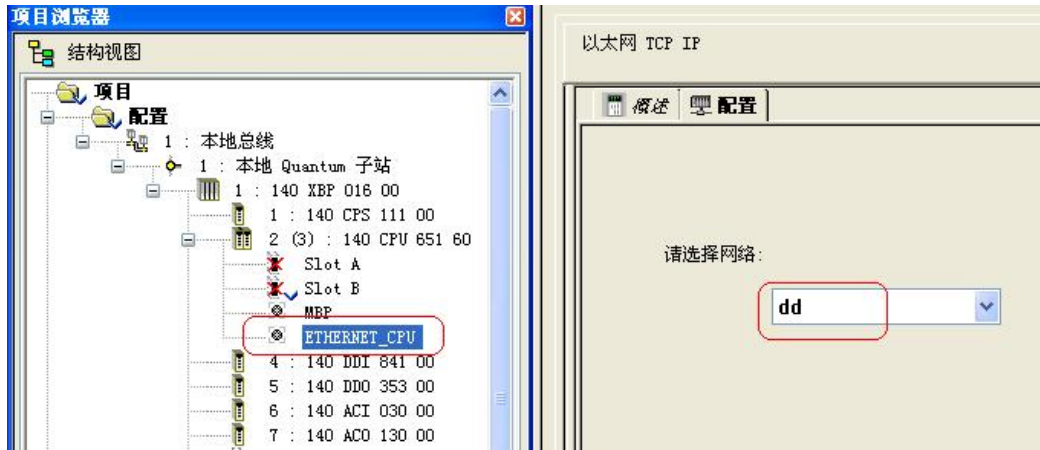 项目浏览器
结构视图
项目
配置
1 : 本地总线
1 : 本地 Quantum 子站
1 : 140 XBP 016 00
1 : 140 CPS 111 00
2 (3) : 140 CPU 651 60
Slot A
Slot B
MBP
ETHERNET_CPU
4 : 140 DDI 841 00
5 : 140 DDO 353 00
6 : 140 ACI 030 00
7 : 140 ACO 130 00
以太网 TCP IP
概述 配置
请选择网络:
dd